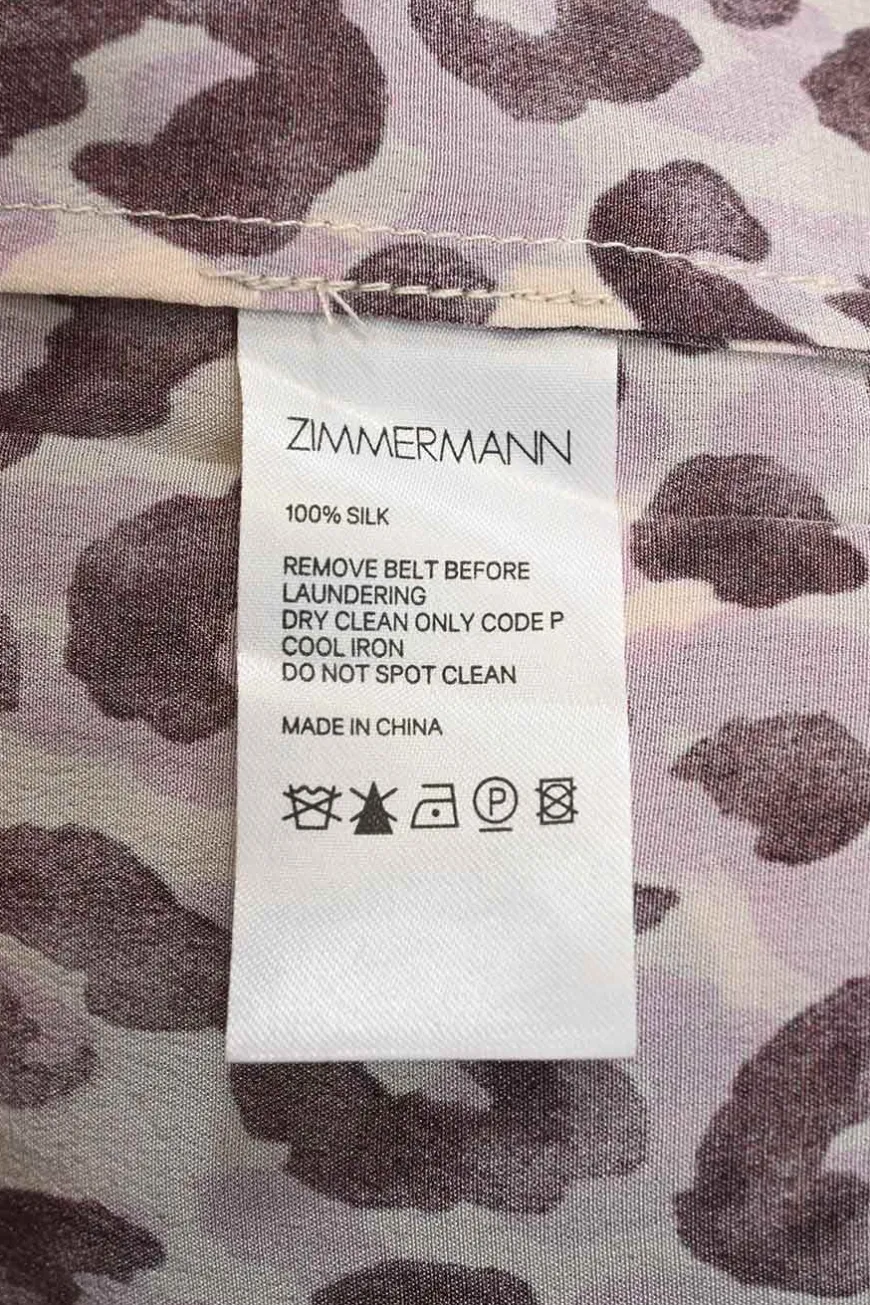 ZIMMERMANN
100% SILK
REMOVE BELT BEFORE
LAUNDERING
DRY CLEAN ONLY CODE P
COOL IRON
DO NOT SPOT CLEAN
MADE IN CHINA
P